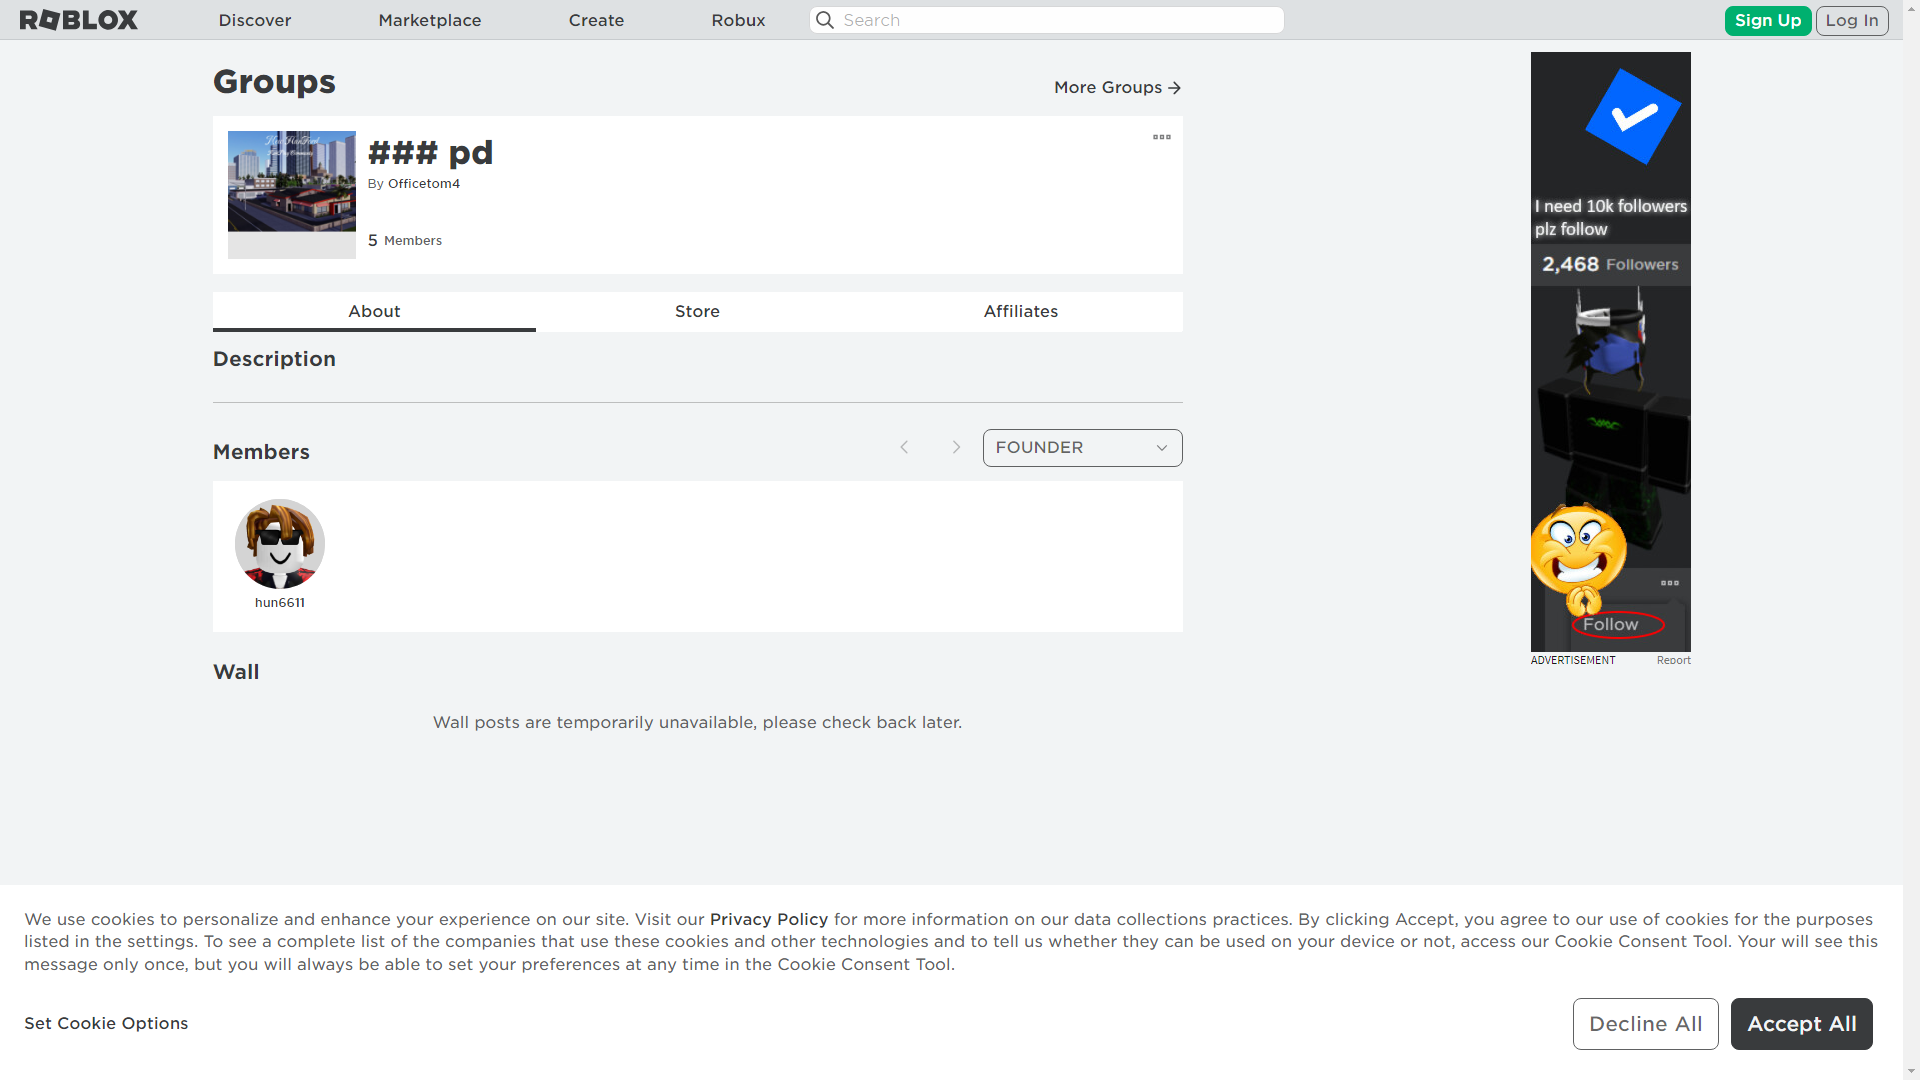 ROBLOX
Discover
Marketplace
Create
Robux
Search
Sign Up
Log In
Groups
More Groups
### pd
By Officetom4
5 Members
About
Store
Affiliates
Description
Members
FOUNDER
hun6611
Wall
Wall posts are temporarily unavailable, please check back later.
I need 10k followers
plz follow
2,468 Followers
Follow
ADVERTISEMENT
Report
We use cookies to personalize and enhance your experience on our site. Visit our Privacy Policy for more information on our data collections practices. By clicking Accept, you agree to our use of cookies for the purposes
listed in the settings. To see a complete list of the companies that use these cookies and other technologies and to tell us whether they can be used on your device or not, access our Cookie Consent Tool. Your will see this
message only once, but you will always be able to set your preferences at any time in the Cookie Consent Tool.
Set Cookie Options
Decline All
Accept All